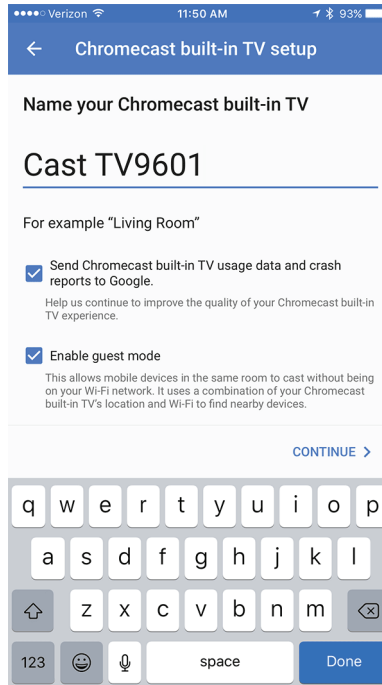 Verizon 11:50 AM 93%
Chromecast built-in TV setup
Name your Chromecast built-in TV
Cast TV9601
For example “Living Room”
Send Chromecast built-in TV usage data and crash
reports to Google.
Help us continue to improve the quality of your Chromecast built-in
TV experience.
Enable guest mode
This allows mobile devices in the same room to cast without being
on your Wi-Fi network. It uses a combination of your Chromecast
built-in TV’s location and Wi-Fi to find nearby devices.
CONTINUE
q w e r t y u i o p
a s d f g h j k l
z x c v b n m
123 space Done